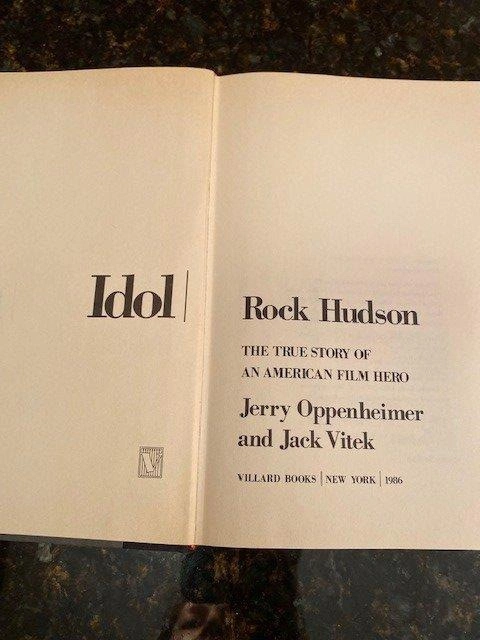 Idol
Rock Hudson
THE TRUE STORY OF
AN AMERICAN FILM HERO
Jerry Oppenheimer
and Jack Vitek
V
VILLARD BOOKS | NEW YORK | 1986